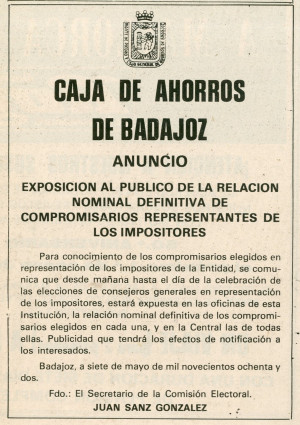 CAJA DE AHORROS
DE BADAJOZ
ANUNCIO
EXPOSICION AL PUBLICO DE LA RELACION
NOMINAL DEFINITIVA DE
COMPROMISARIOS REPRESENTANTES DE
LOS IMPOSITORES
Para conocimiento de los compromisarios elegidos en
representación de los impositores de la Entidad, se comu-
nica que desde mañana hasta el día de la celebración de
las elecciones de consejeros generales en representación
de los impositores, estará expuesta en las oficinas de esta
Institución, la relación nominal definitiva de los compromi-
sarios elegidos en cada una, y en la Central las de todas
ellas. Publicidad que tendrá los efectos de notificación a
los interesados.
Badajoz, a siete de mayo de mil novecientos ochenta y
dos.
Fdo.: El Secretario de la Comisión Electoral.
JUAN SANZ GONZALEZ